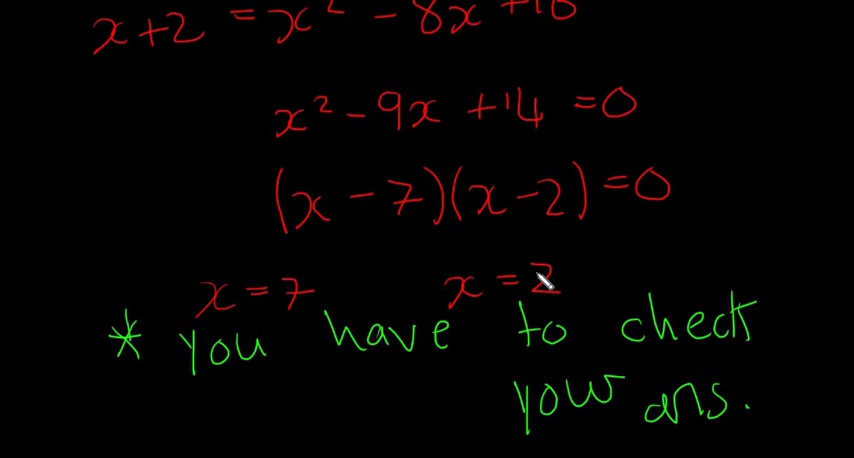 x+2 = x² - 8x +16
x² - 9x +14 = 0
(x - 7)(x - 2) = 0
x = 7 x = 2
* you have to check
your ans.